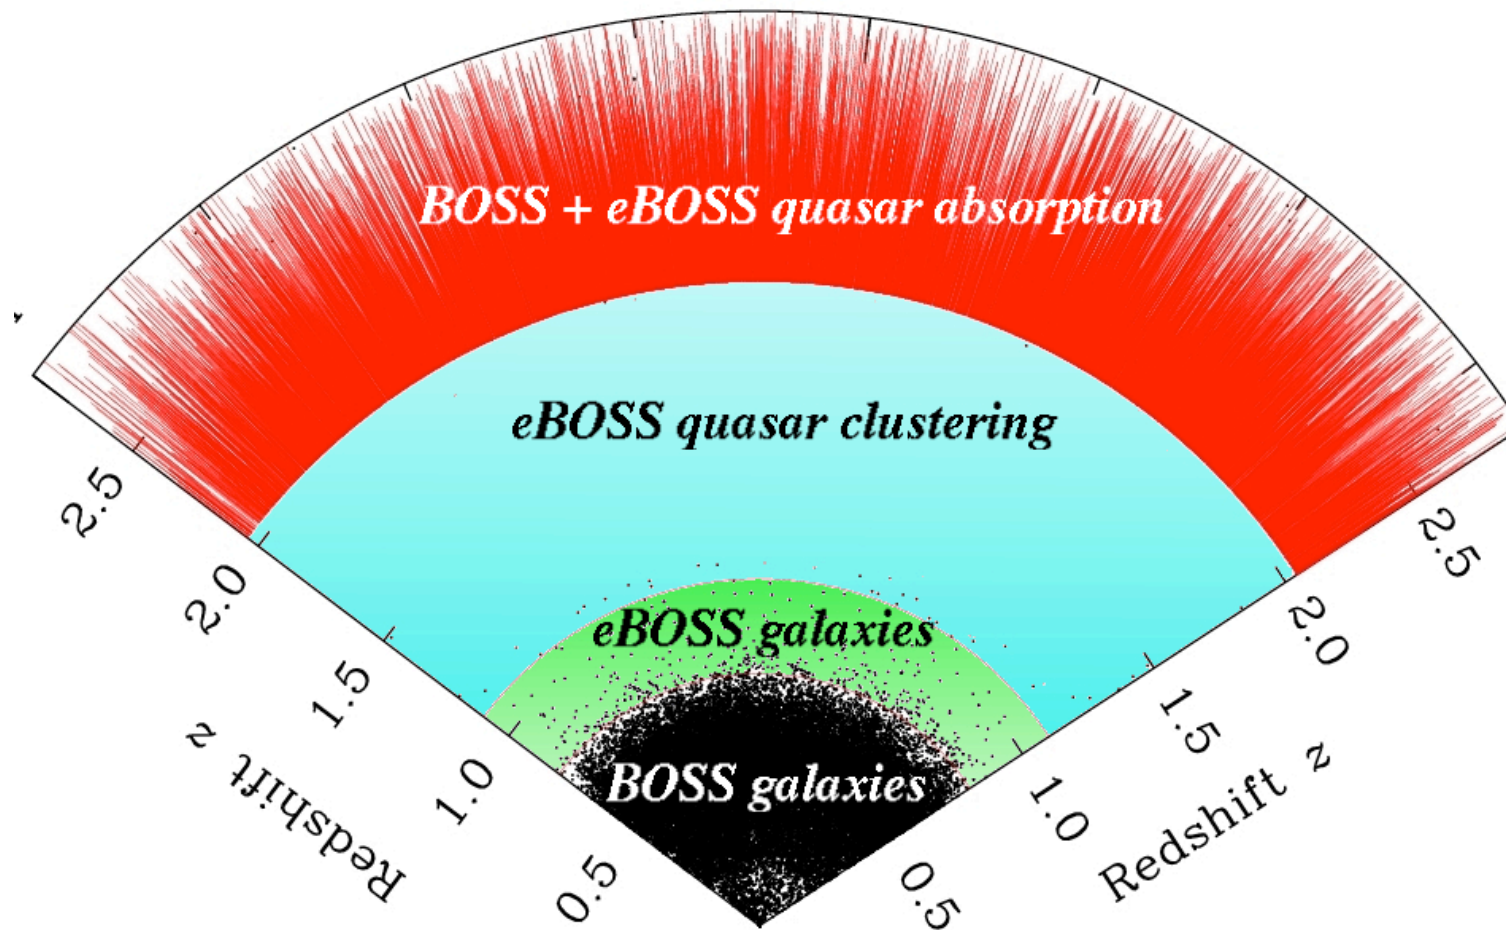 BOSS + eBOSS quasar absorption
eBOSS quasar clustering
eBOSS galaxies
BOSS galaxies
2.5
2.0
1.5
1.0
0.5
Redshift z
0.5
1.0
1.5
2.0
2.5
Redshift z